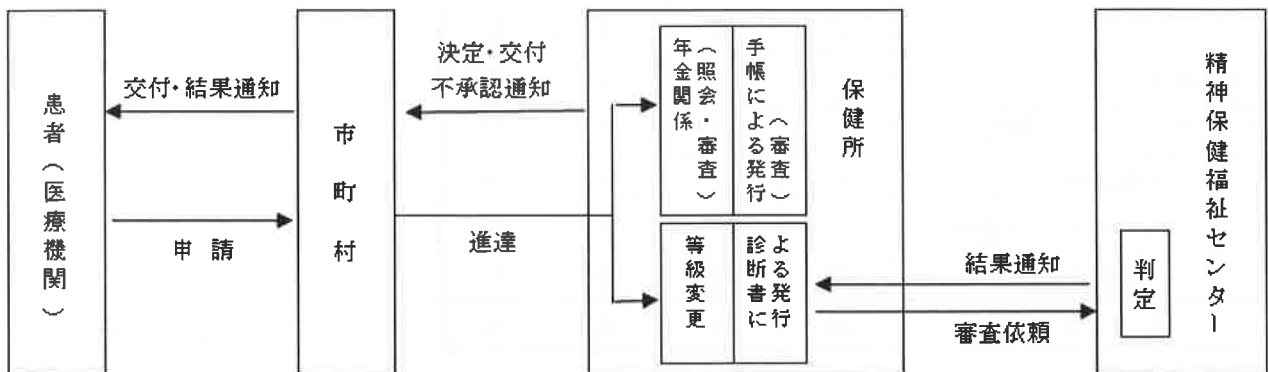 患者（医療機関）
交付・結果通知
申請
市町村
決定・交付
不承認通知
進達
年金関係
（照会・審査）
手帳による発行
（審査）
保健所
等級変更
診断書に
よる発行
結果通知
審査依頼
判定
精神保健福祉センター